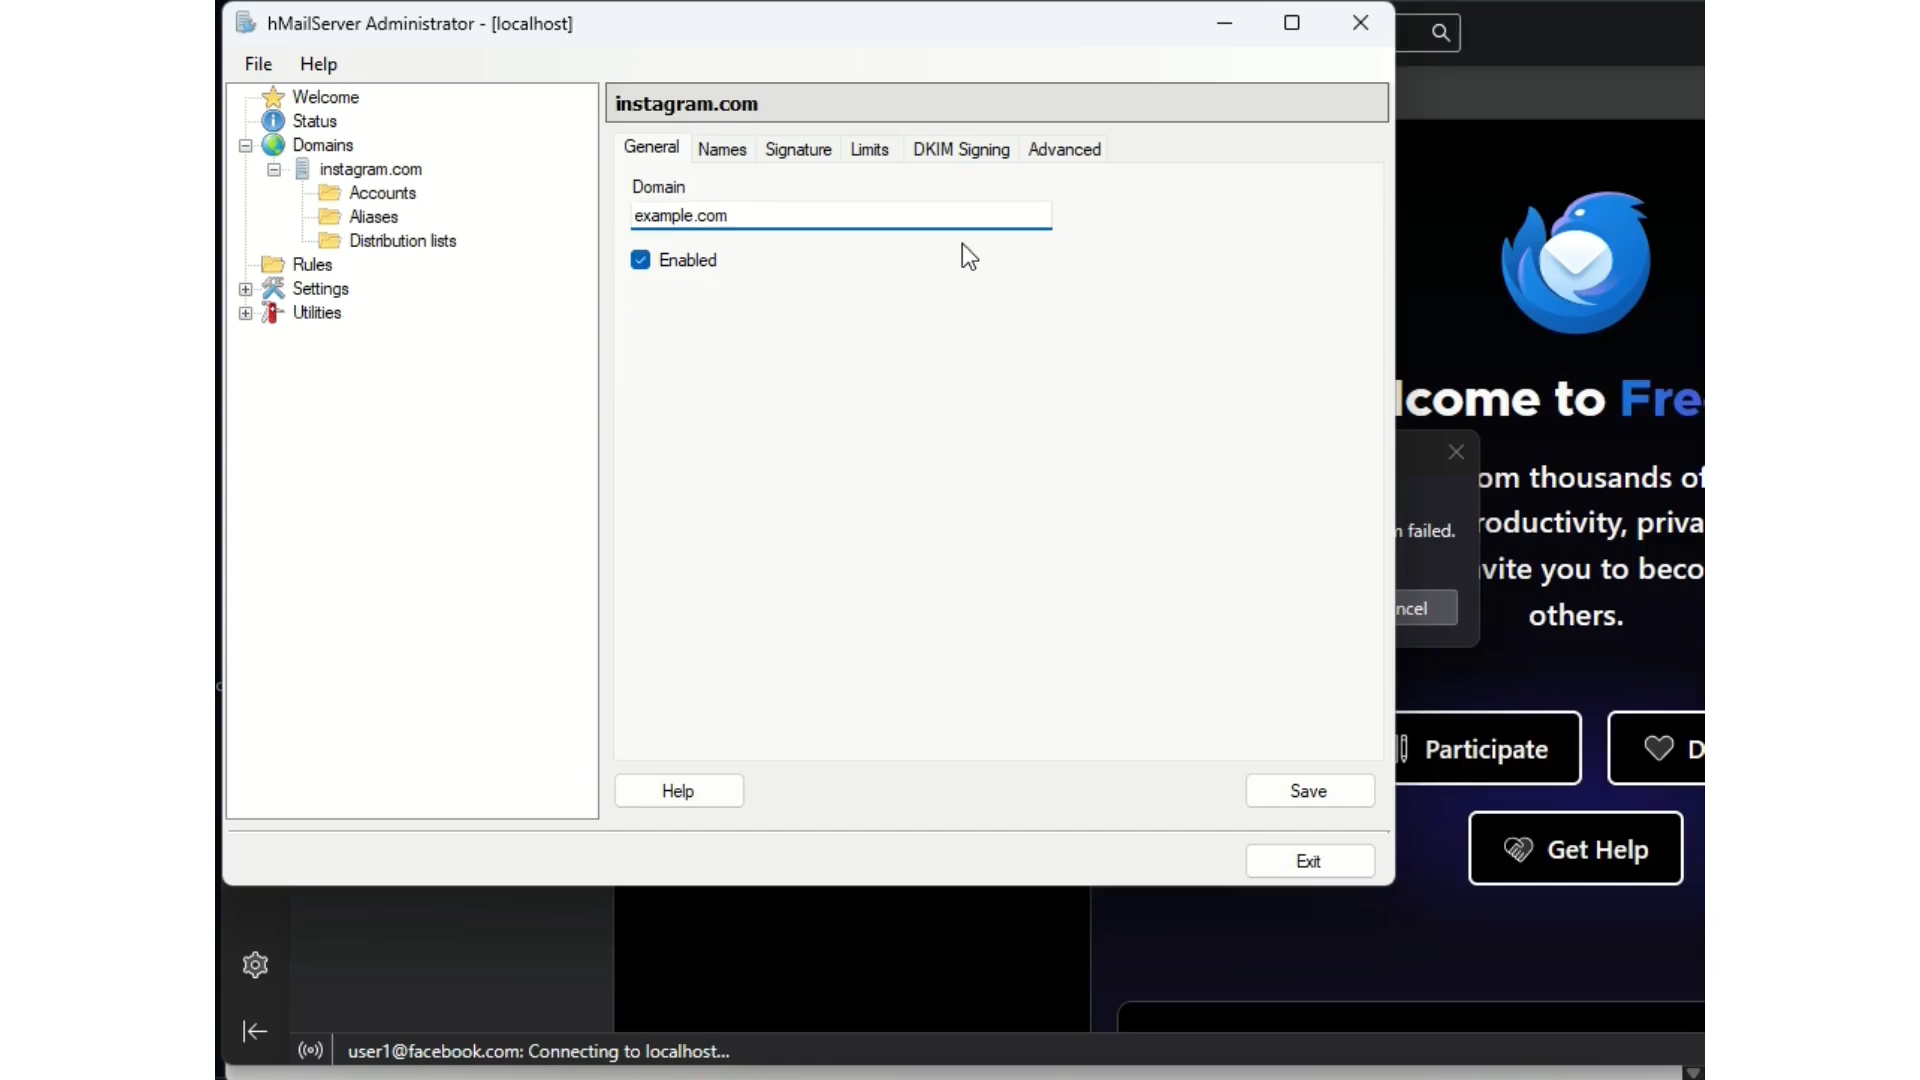 hMailServer Administrator - [localhost]
File Help
Welcome
Status
Domains
instagram.com
Accounts
Aliases
Distribution lists
Rules
Settings
Utilities
instagram.com
General Names Signature Limits DKIM Signing Advanced
Domain
example.com
Enabled
Help
Save
Exit
lcome to Fre
om thousands of
roductivity, priva
vite you to beco
others.
n failed.
ncel
Participate
D
Get Help
user1@facebook.com: Connecting to localhost...